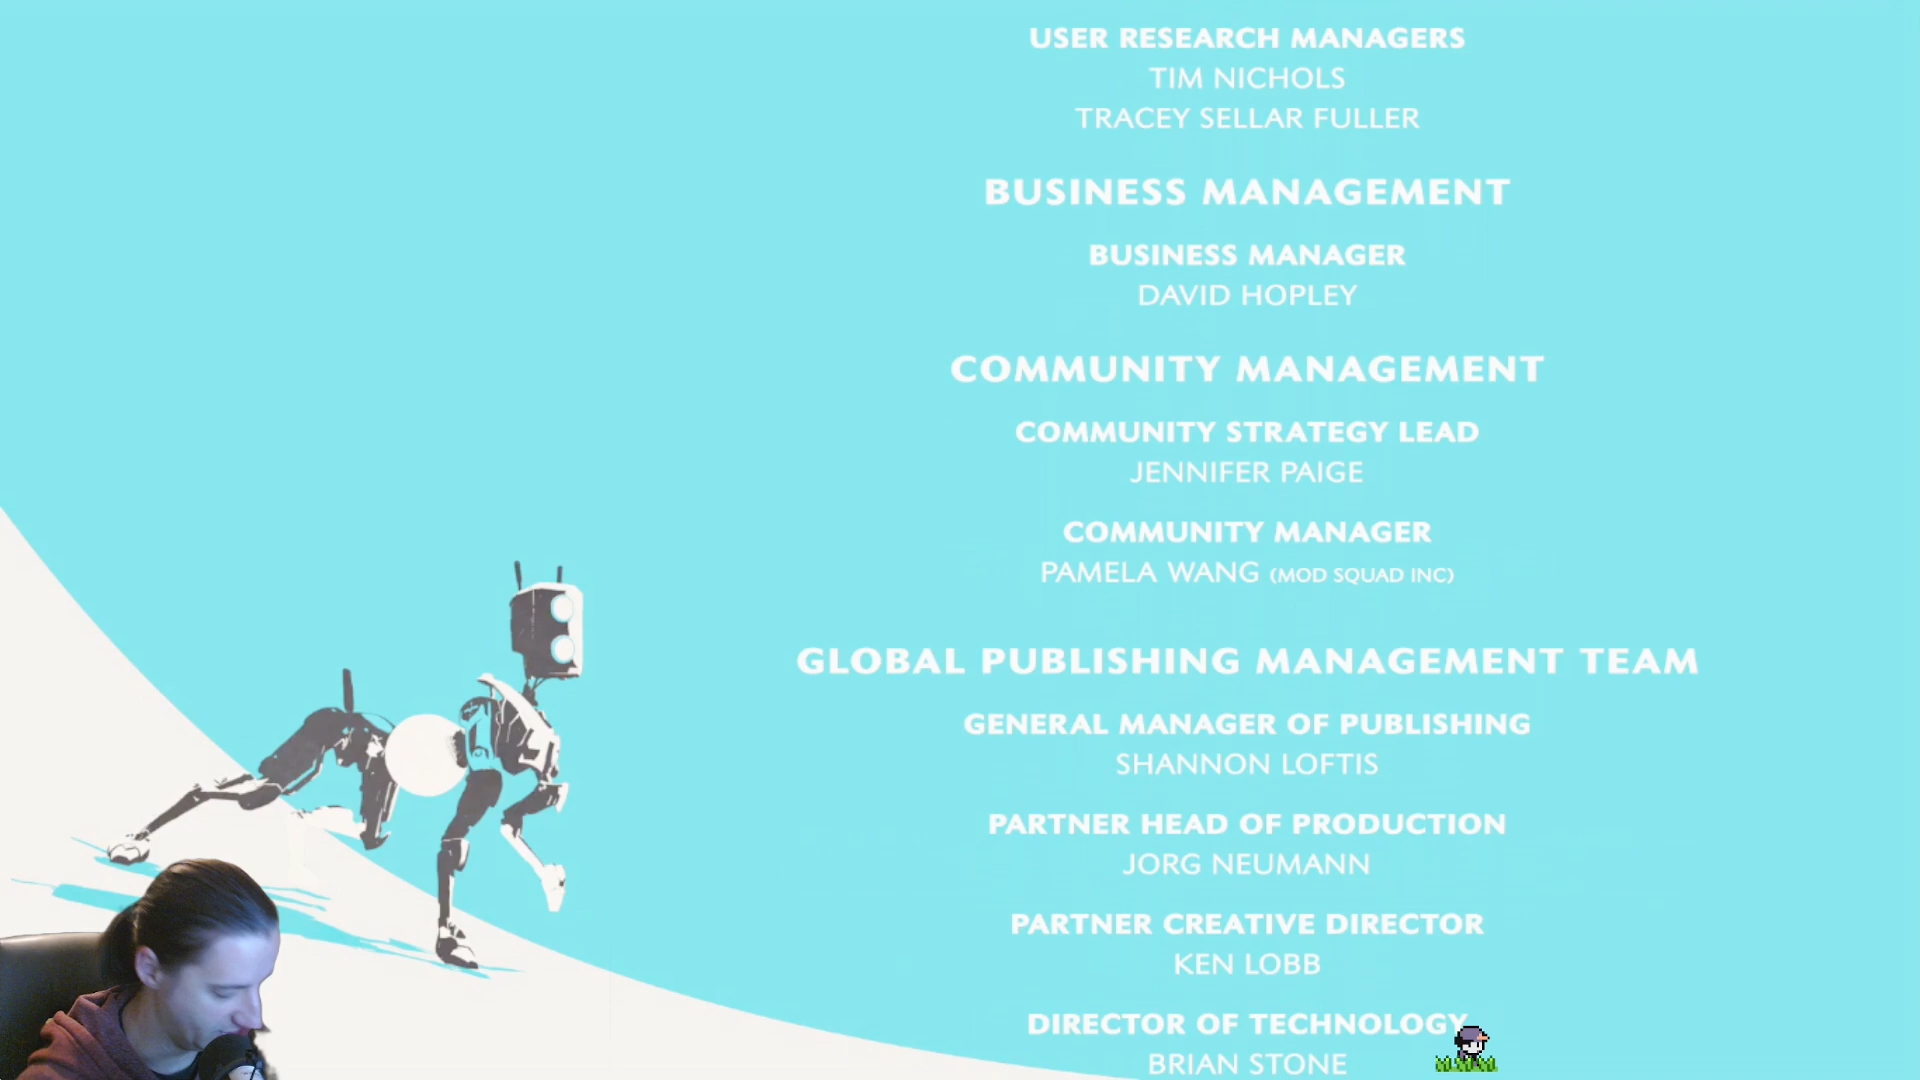 USER RESEARCH MANAGERS
TIM NICHOLS
TRACEY SELLAR FULLER
BUSINESS MANAGEMENT
BUSINESS MANAGER
DAVID HOPLEY
COMMUNITY MANAGEMENT
COMMUNITY STRATEGY LEAD
JENNIFER PAIGE
COMMUNITY MANAGER
PAMELA WANG (MOD SQUAD INC)
GLOBAL PUBLISHING MANAGEMENT TEAM
GENERAL MANAGER OF PUBLISHING
SHANNON LOFTIS
PARTNER HEAD OF PRODUCTION
JORG NEUMANN
PARTNER CREATIVE DIRECTOR
KEN LOBB
DIRECTOR OF TECHNOLOGY
BRIAN STONE